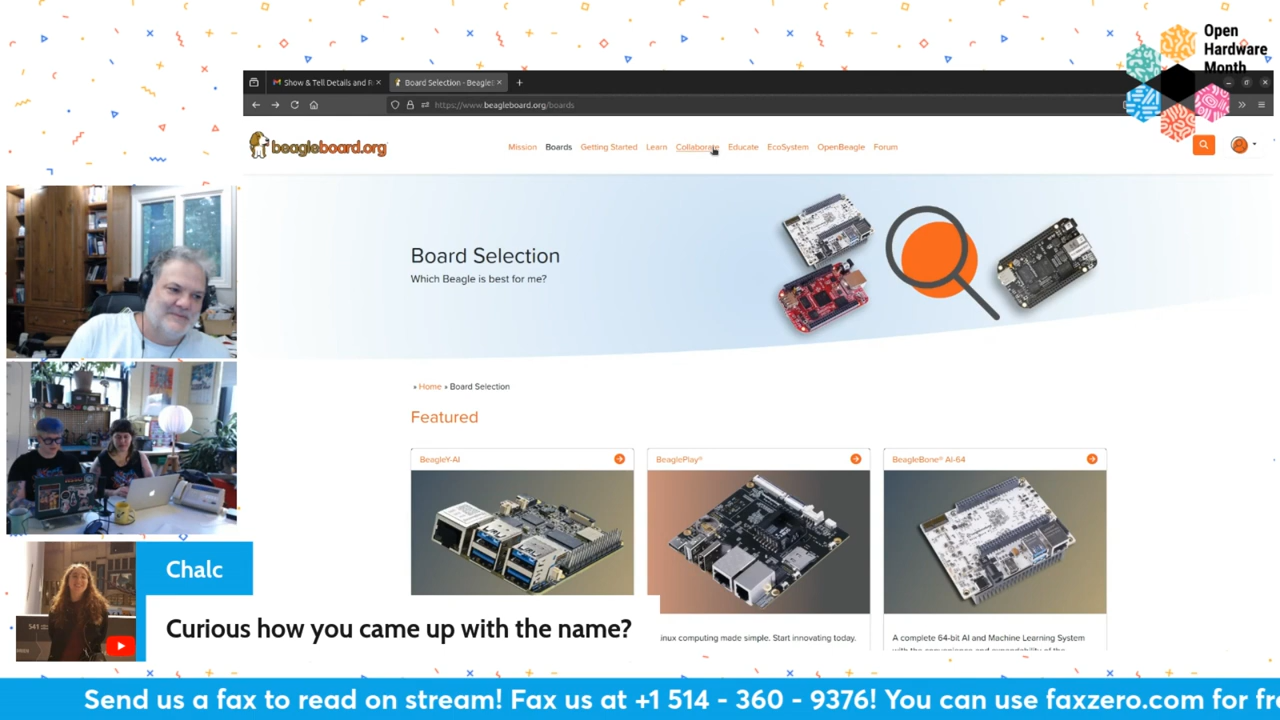 Open
Hardware
Month
Show & Tell Details and R
Board Selection - Beagle
https://www.beagleboard.org/boards
beagleboard.org
Mission Boards Getting Started Learn Collaborate Educate EcoSystem OpenBeagle Forum
Board Selection
Which Beagle is best for me?
» Home » Board Selection
Featured
BeagleY-AI
BeaglePlay®
BeagleBone® AI-64
Chalc
Curious how you came up with the name?
inux computing made simple. Start innovating today.
A complete 64-bit AI and Machine Learning System
Send us a fax to read on stream! Fax us at +1 514 - 360 - 9376! You can use faxzero.com for fr